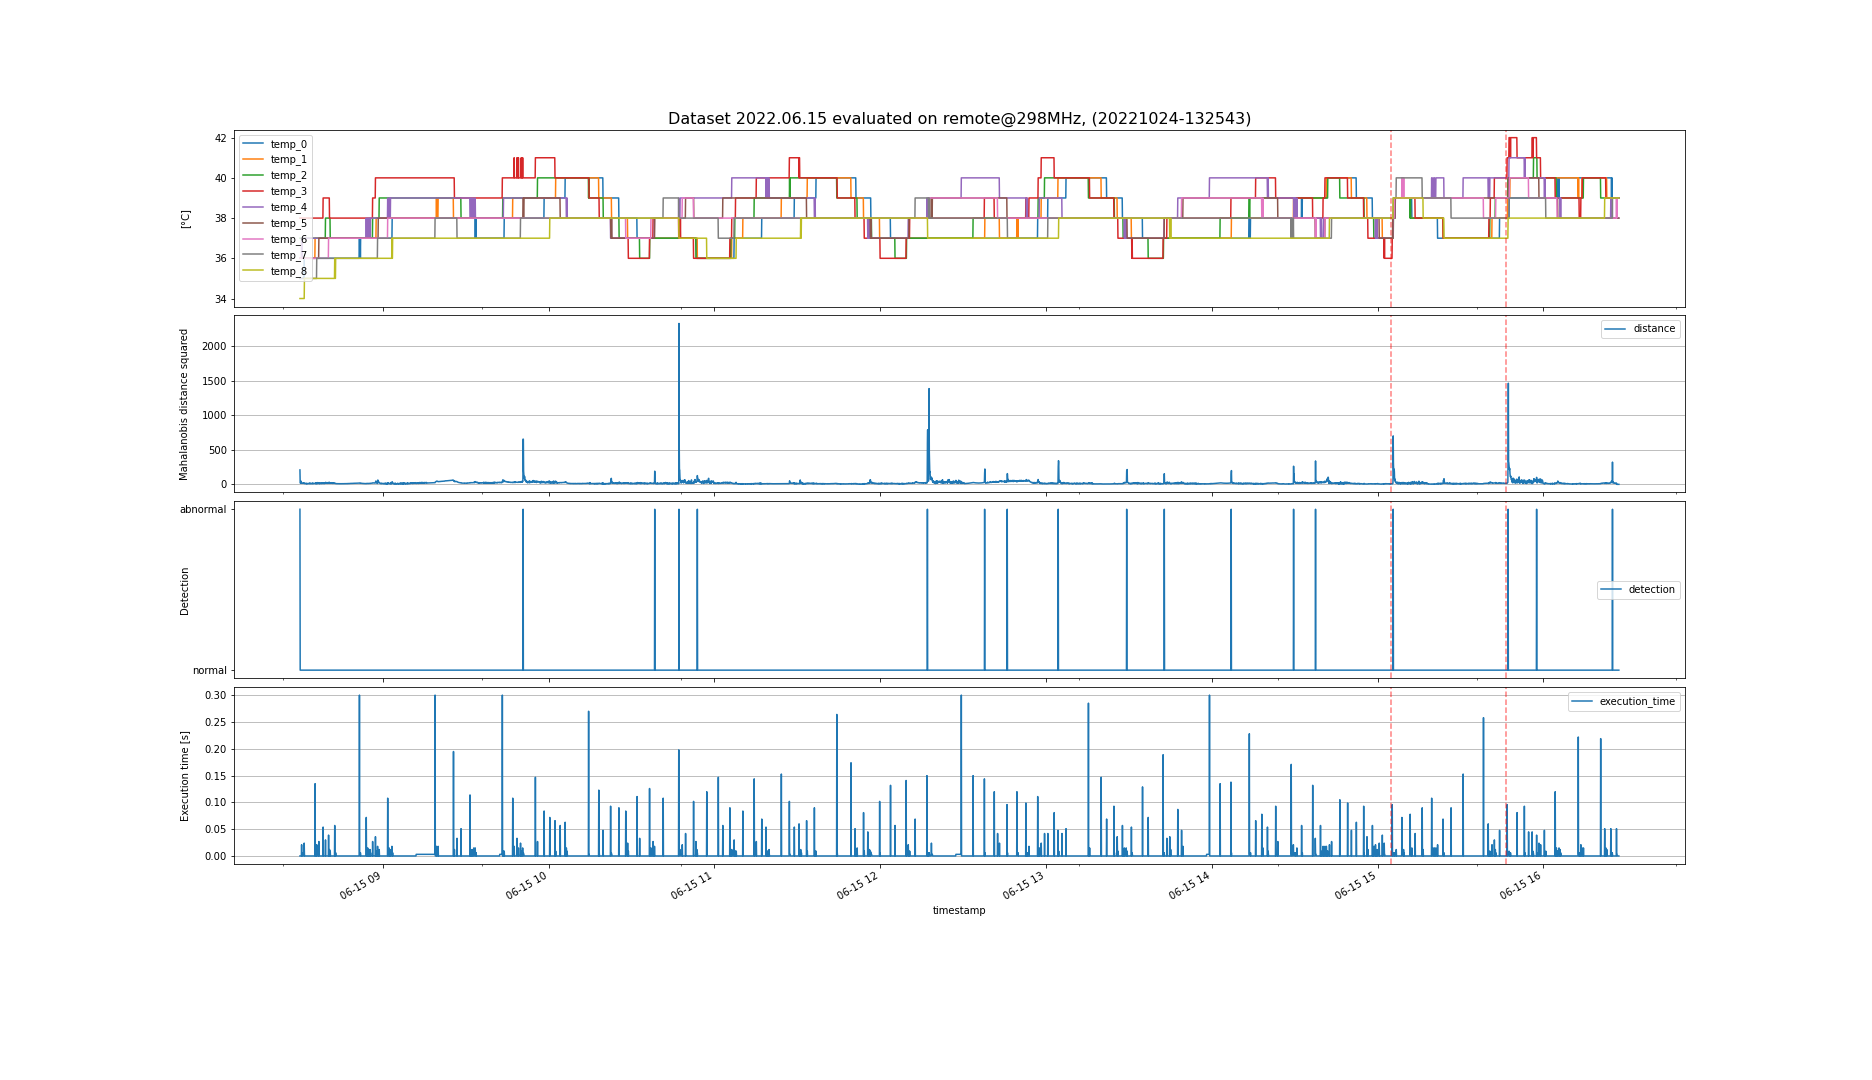 Dataset 2022.06.15 evaluated on remote@298MHz, (20221024-132543)
[°C]
42
40
38
36
34
temp_0
temp_1
temp_2
temp_3
temp_4
temp_5
temp_6
temp_7
temp_8
Mahalanobis distance squared
2000
1500
1000
500
0
distance
Detection
abnormal
normal
detection
Execution time [s]
0.30
0.25
0.20
0.15
0.10
0.05
0.00
execution_time
06-15 09
06-15 10
06-15 11
06-15 12
06-15 13
06-15 14
06-15 15
06-15 16
timestamp